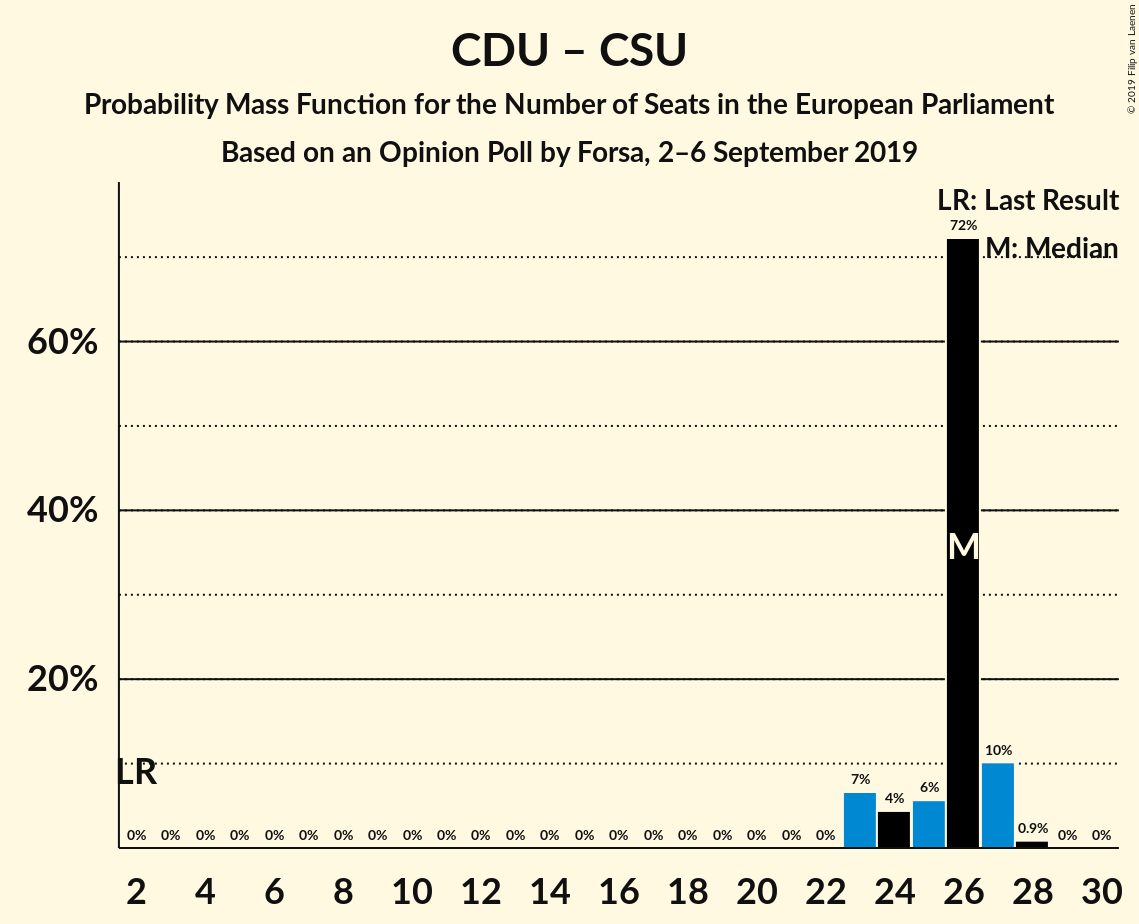 CDU – CSU
Probability Mass Function for the Number of Seats in the European Parliament
Based on an Opinion Poll by Forsa, 2–6 September 2019
© 2019 Filip van Laenen
LR: Last Result
M: Median
72%
60%
40%
M
20%
10%
LR
7%
4%
6%
0.9%
0% 0% 0% 0% 0% 0% 0% 0% 0% 0% 0% 0% 0% 0% 0% 0% 0% 0% 0% 0% 0% 0% 0%
2 4 6 8 10 12 14 16 18 20 22 24 26 28 30